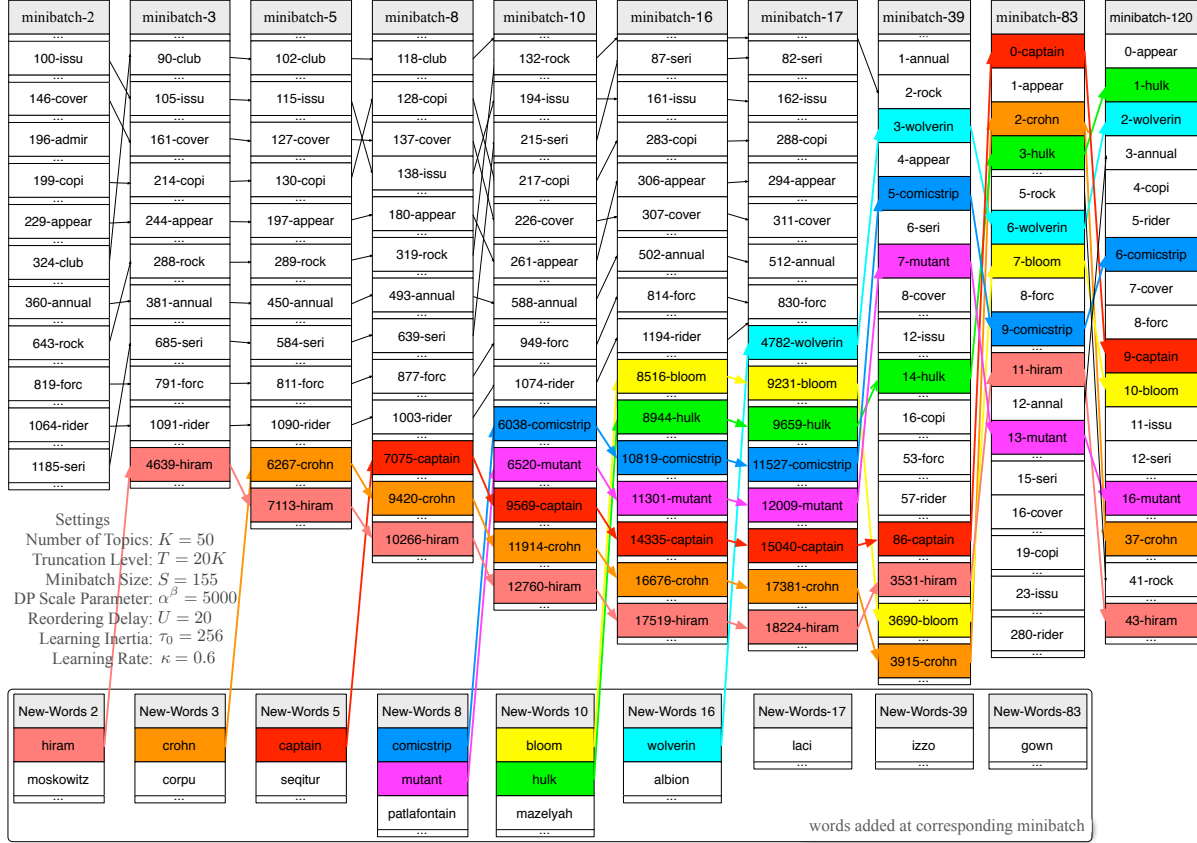 minibatch-2
...
100-issu
...
146-cover
...
196-admir
...
199-copi
...
229-appear
...
324-club
...
360-annual
...
643-rock
...
819-forc
...
1064-rider
...
1185-seri
...
minibatch-3
...
90-club
...
105-issu
...
161-cover
...
214-copi
...
244-appear
...
288-rock
...
381-annual
...
685-seri
...
791-forc
...
1091-rider
...
4639-hiram
...
minibatch-5
...
102-club
...
115-issu
...
127-cover
...
130-copi
...
197-appear
...
289-rock
...
450-annual
...
584-seri
...
811-forc
...
1090-rider
...
6267-crohn
...
7113-hiram
...
minibatch-8
...
118-club
...
128-copi
137-cover
...
138-issu
...
180-appear
...
319-rock
...
493-annual
...
639-seri
...
877-forc
...
1003-rider
...
7075-captain
...
9420-crohn
...
10266-hiram
...
minibatch-10
...
132-rock
...
194-issu
...
215-seri
...
217-copi
...
226-cover
...
261-appear
...
588-annual
...
949-forc
...
1074-rider
...
6038-comicstrip
...
6520-mutant
...
9569-captain
...
11914-crohn
...
12760-hiram
...
minibatch-16
...
87-seri
...
161-issu
...
283-copi
...
306-appear
...
307-cover
...
502-annual
...
814-forc
...
1194-rider
...
8516-bloom
...
8944-hulk
...
10819-comicstrip
...
11301-mutant
...
14335-captain
...
16676-crohn
...
17519-hiram
...
minibatch-17
...
82-seri
...
162-issu
...
288-copi
...
294-appear
...
311-cover
...
512-annual
...
830-forc
...
4782-wolverin
...
9231-bloom
...
9659-hulk
...
11527-comicstrip
...
12009-mutant
...
15040-captain
...
17381-crohn
...
18224-hiram
...
minibatch-39
...
1-annual
2-rock
3-wolverin
4-appear
5-comicstrip
6-seri
7-mutant
8-cover
...
12-issu
...
14-hulk
...
16-copi
...
53-forc
...
57-rider
...
86-captain
...
3531-hiram
...
3690-bloom
...
3915-crohn
...
minibatch-83
0-captain
1-appear
2-crohn
3-hulk
...
5-rock
6-wolverin
7-bloom
8-forc
9-comicstrip
...
11-hiram
12-annal
13-mutant
...
15-seri
16-cover
...
19-copi
...
23-issu
...
280-rider
...
minibatch-120
0-appear
1-hulk
2-wolverin
3-annual
4-copi
5-rider
6-comicstrip
7-cover
8-forc
9-captain
10-bloom
11-issu
12-seri
...
16-mutant
...
37-crohn
...
41-rock
...
43-hiram
...
Settings
Number of Topics: K = 50
Truncation Level: T = 20K
Minibatch Size: S = 155
DP Scale Parameter: α^β = 5000
Reordering Delay: U = 20
Learning Inertia: τ₀ = 256
Learning Rate: κ = 0.6
New-Words 2
hiram
moskowitz
...
New-Words 3
crohn
corpu
...
New-Words 5
captain
seqitur
...
New-Words 8
comicstrip
mutant
patlafontain
...
New-Words 10
bloom
hulk
mazelyah
...
New-Words 16
wolverin
albion
...
New-Words-17
laci
...
New-Words-39
izzo
...
New-Words-83
gown
...
words added at corresponding minibatch